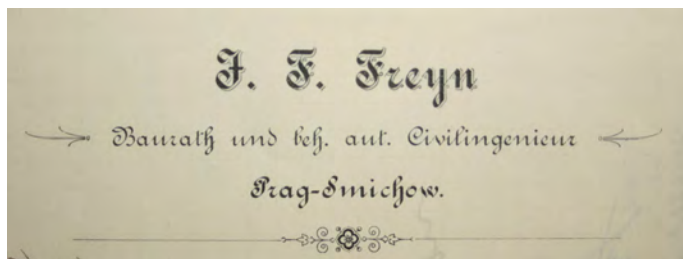 J. F. Freyn
Baurath und beh. aut. Civilingenieur
Prag-Smichow.